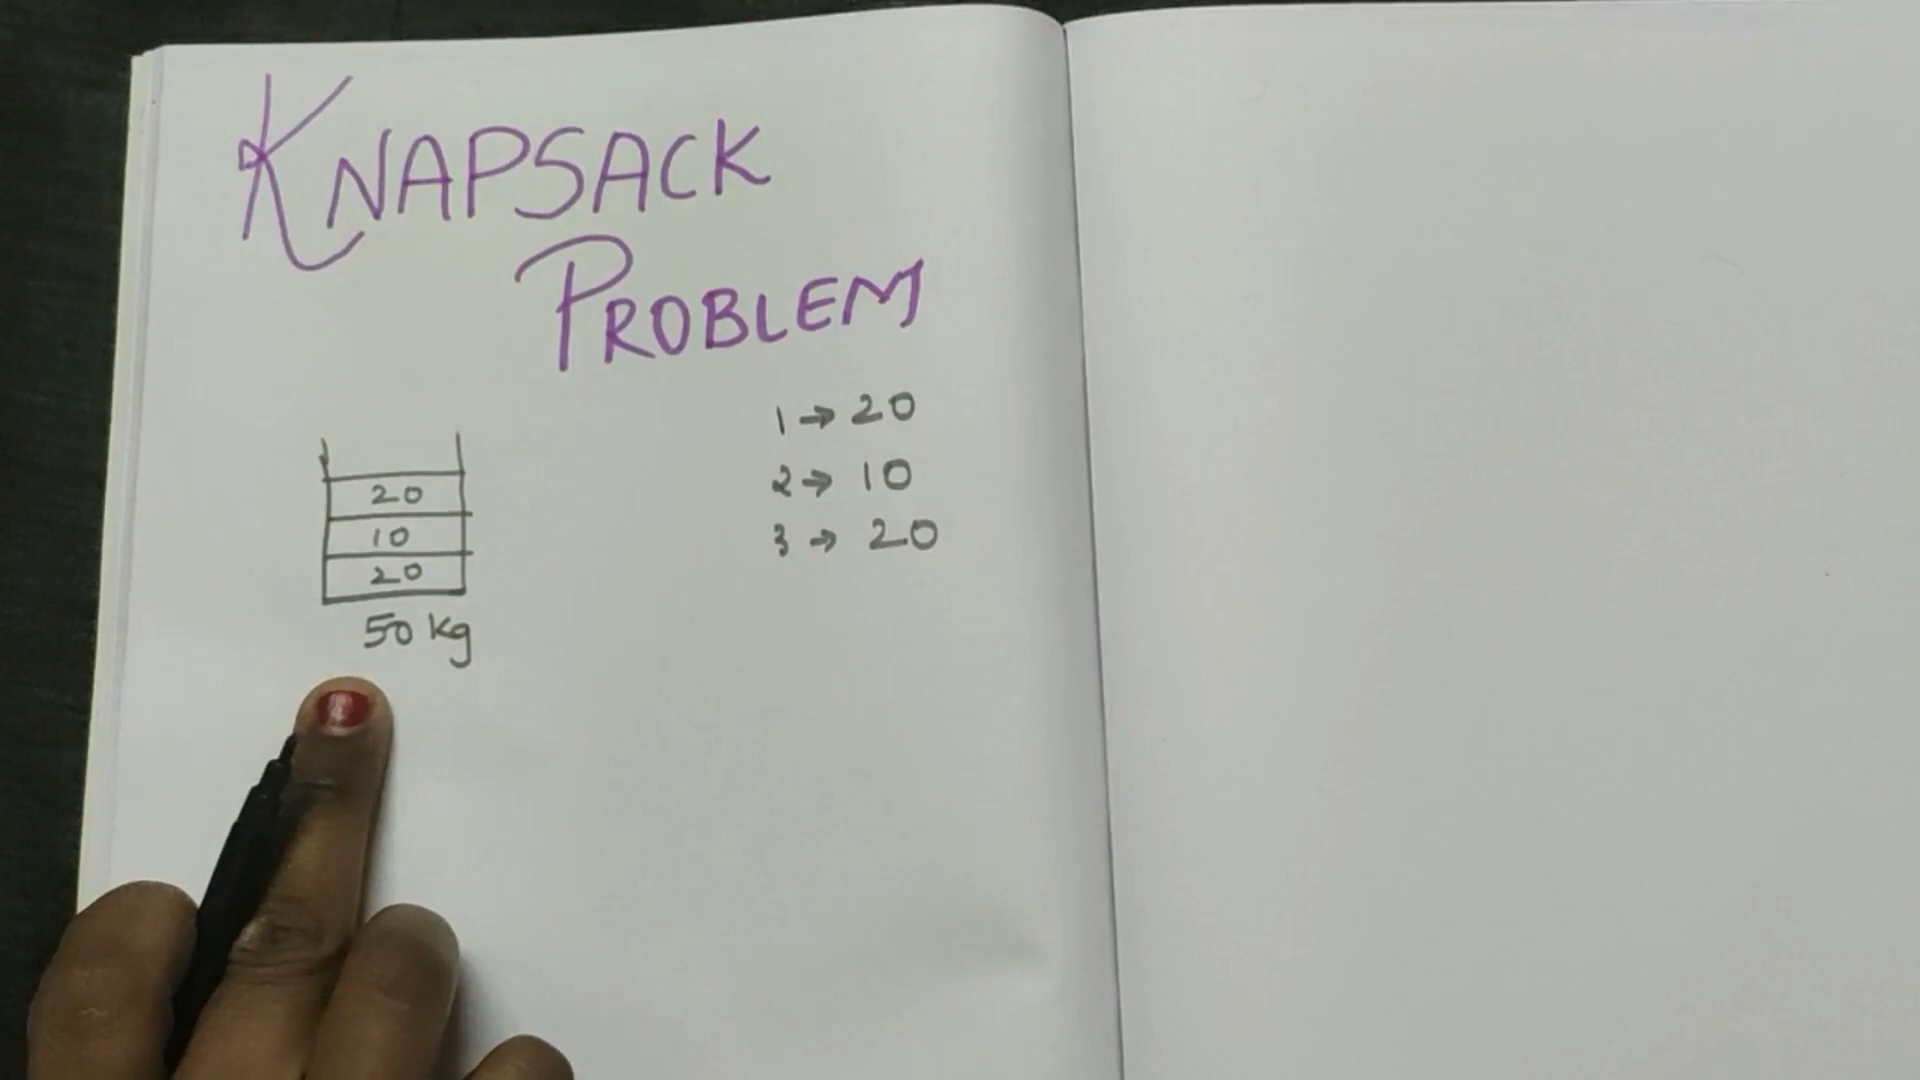 KNAPSACK
PROBLEM
1 → 20
2 → 10
3 → 20
20
10
20
50 kg